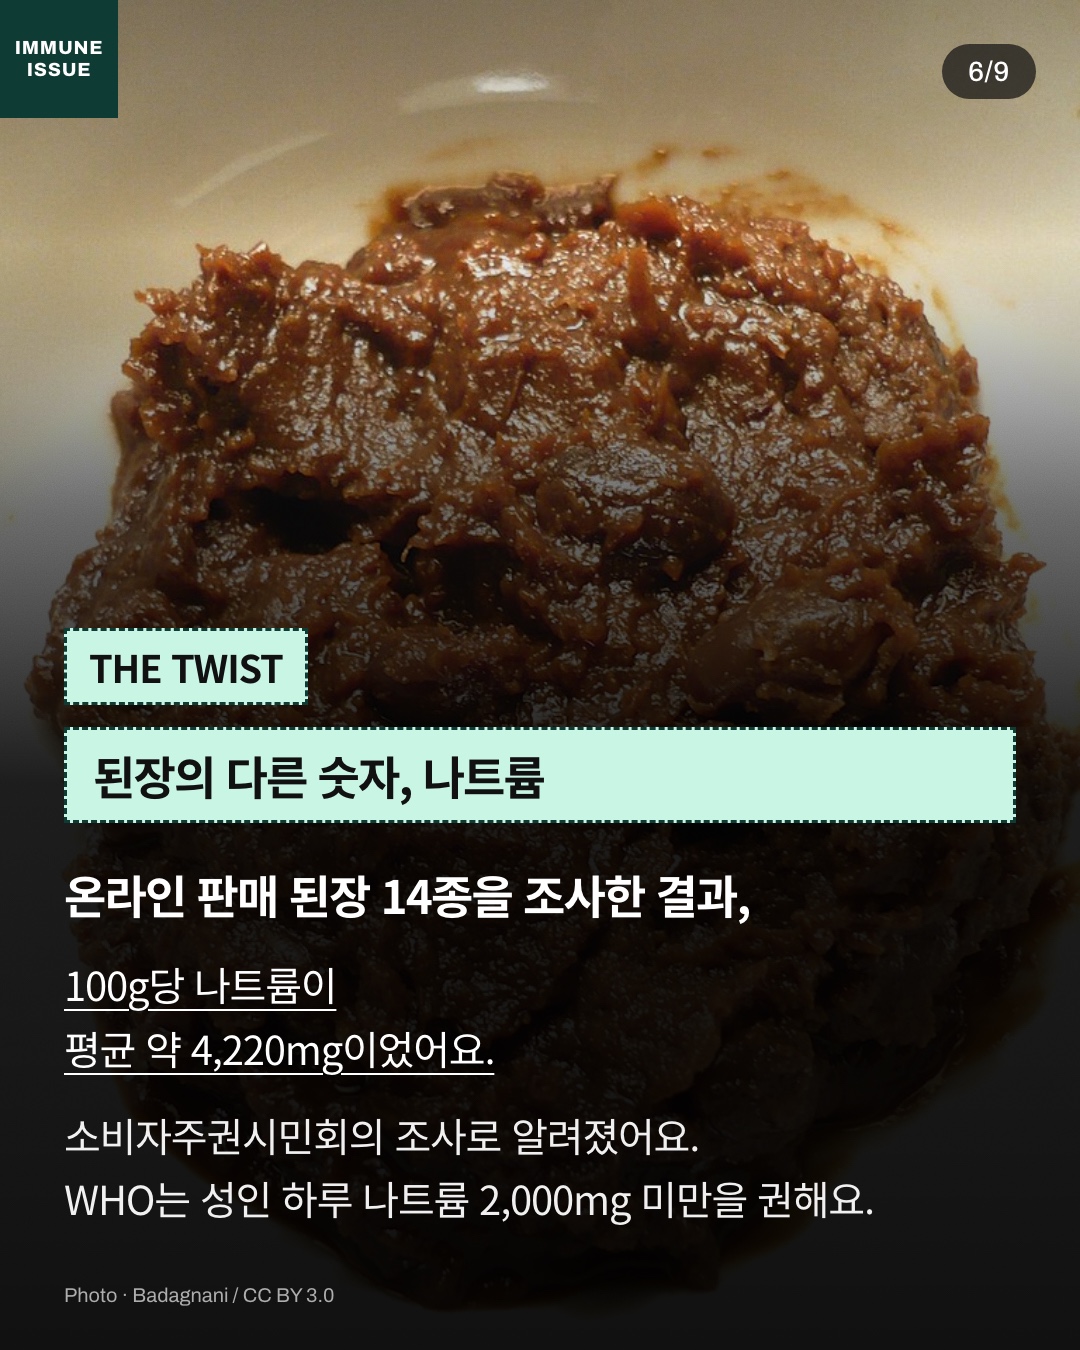 IMMUNE
ISSUE
6/9
THE TWIST
된장의 다른 숫자, 나트륨
온라인 판매 된장 14종을 조사한 결과,
100g당 나트륨이
평균 약 4,220mg이었어요.
소비자주권시민회의 조사로 알려졌어요.
WHO는 성인 하루 나트륨 2,000mg 미만을 권해요.
Photo · Badagnani / CC BY 3.0